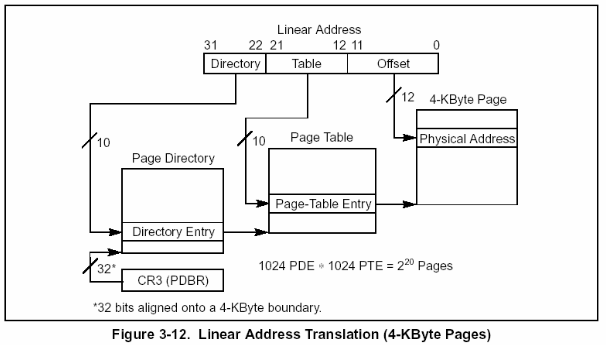 Linear Address
31 22 21 12 11 0
Directory Table Offset
12
4-KByte Page
10
10
Page Table
Physical Address
Page Directory
Page-Table Entry
Directory Entry
32*
1024 PDE * 1024 PTE = 2^20 Pages
CR3 (PDBR)
*32 bits aligned onto a 4-KByte boundary.
Figure 3-12. Linear Address Translation (4-KByte Pages)